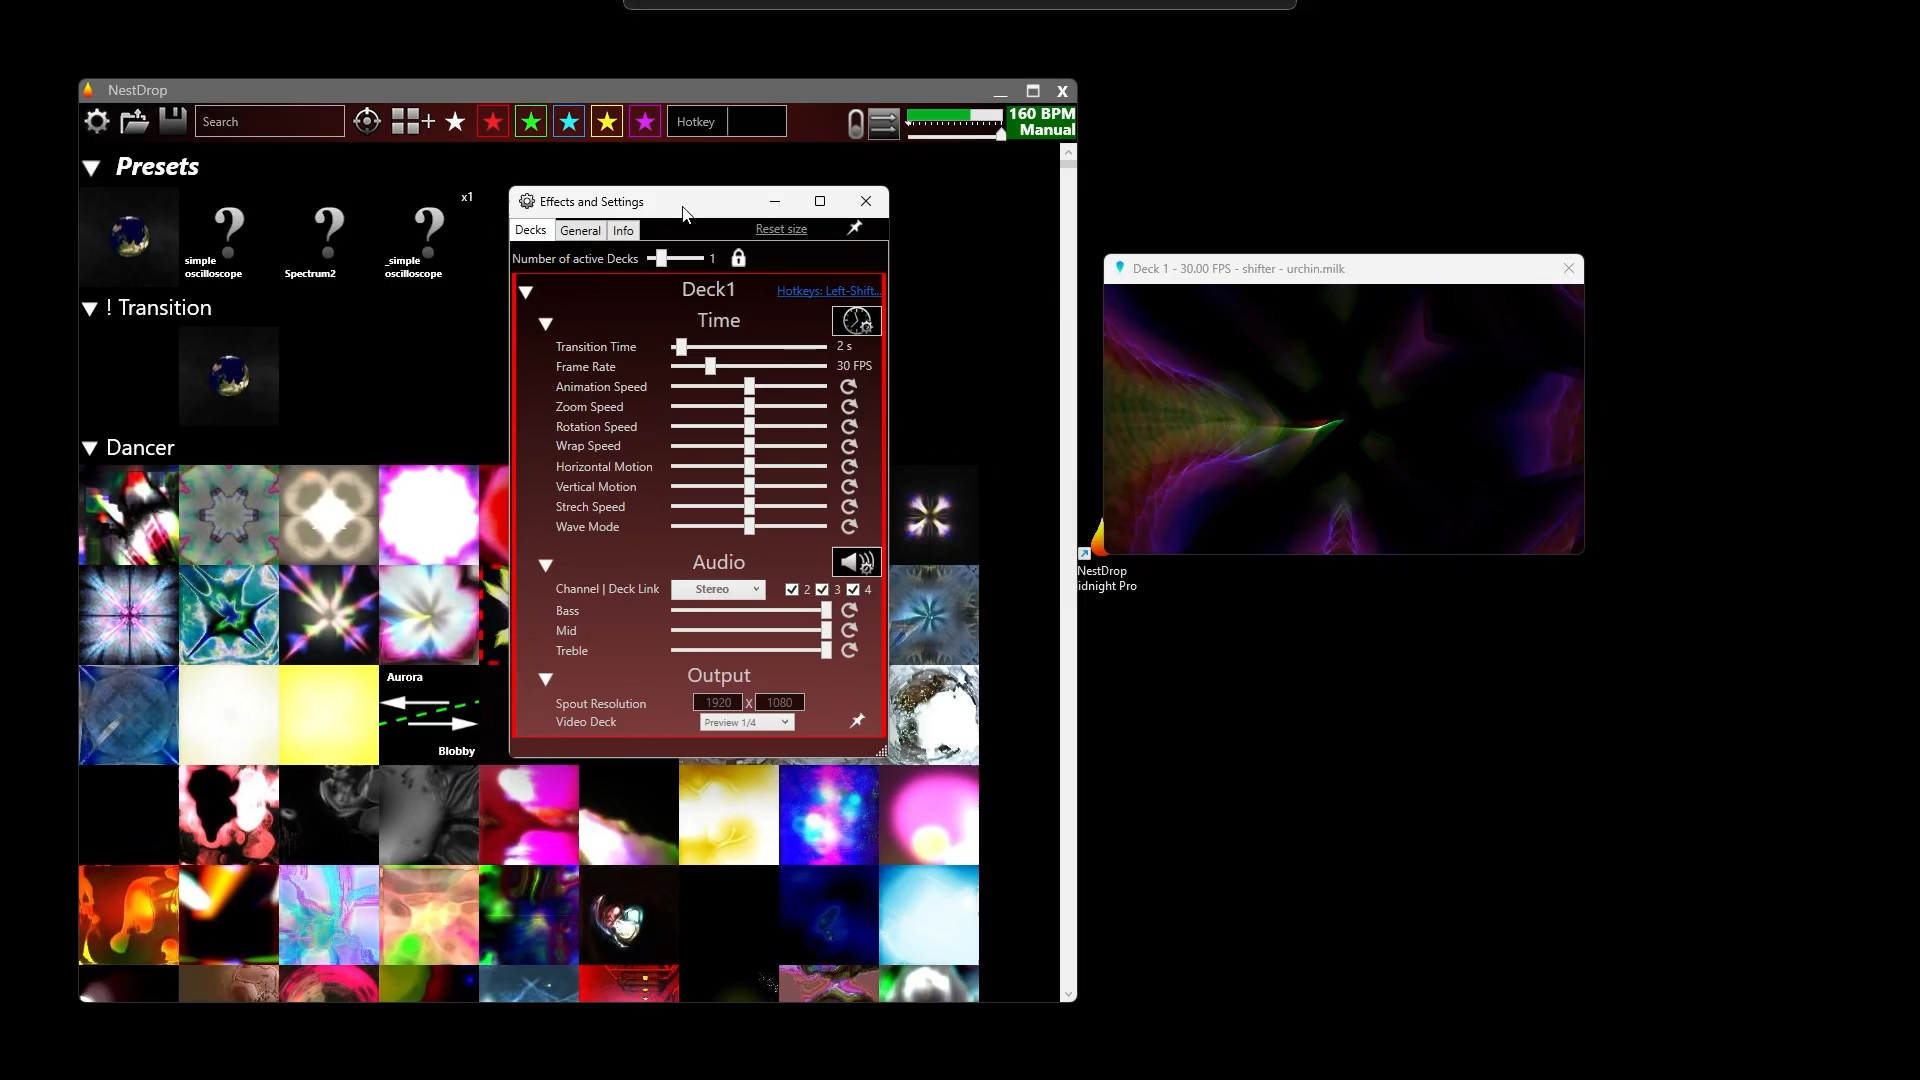 NestDrop
Search
Hotkey
160 BPM
Manual
Presets
x1
simple
oscilloscope
Spectrum2
_simple
oscilloscope
! Transition
Dancer
Aurora
Blobby
Effects and Settings
Decks General Info Reset size
Number of active Decks 1
Deck1 Hotkeys: Left-Shift...
Time
Transition Time 2 s
Frame Rate 30 FPS
Animation Speed
Zoom Speed
Rotation Speed
Wrap Speed
Horizontal Motion
Vertical Motion
Strech Speed
Wave Mode
Audio
Channel | Deck Link Stereo 2 3 4
Bass
Mid
Treble
Output
Spout Resolution 1920 X 1080
Video Deck Preview 1/4
Deck 1 - 30.00 FPS - shifter - urchin.milk
NestDrop
idnight Pro